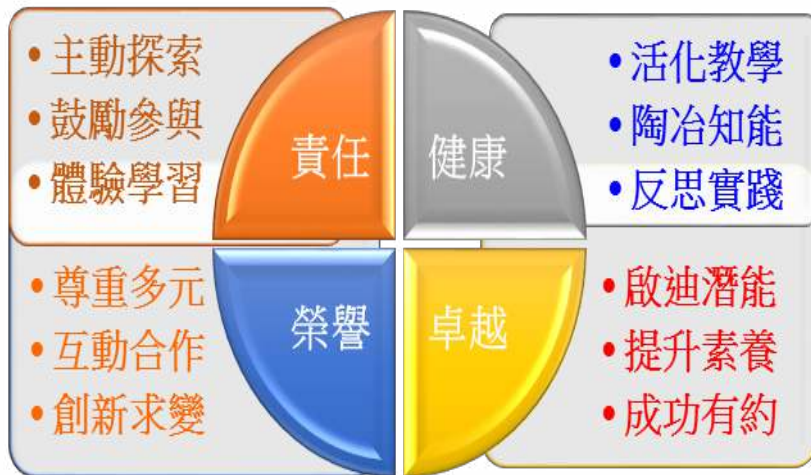 • 主動探索
• 鼓勵參與
• 體驗學習
責任
健康
• 活化教學
• 陶冶知能
• 反思實踐
• 尊重多元
• 互動合作
• 創新求變
榮譽
卓越
• 啟迪潛能
• 提升素養
• 成功有約